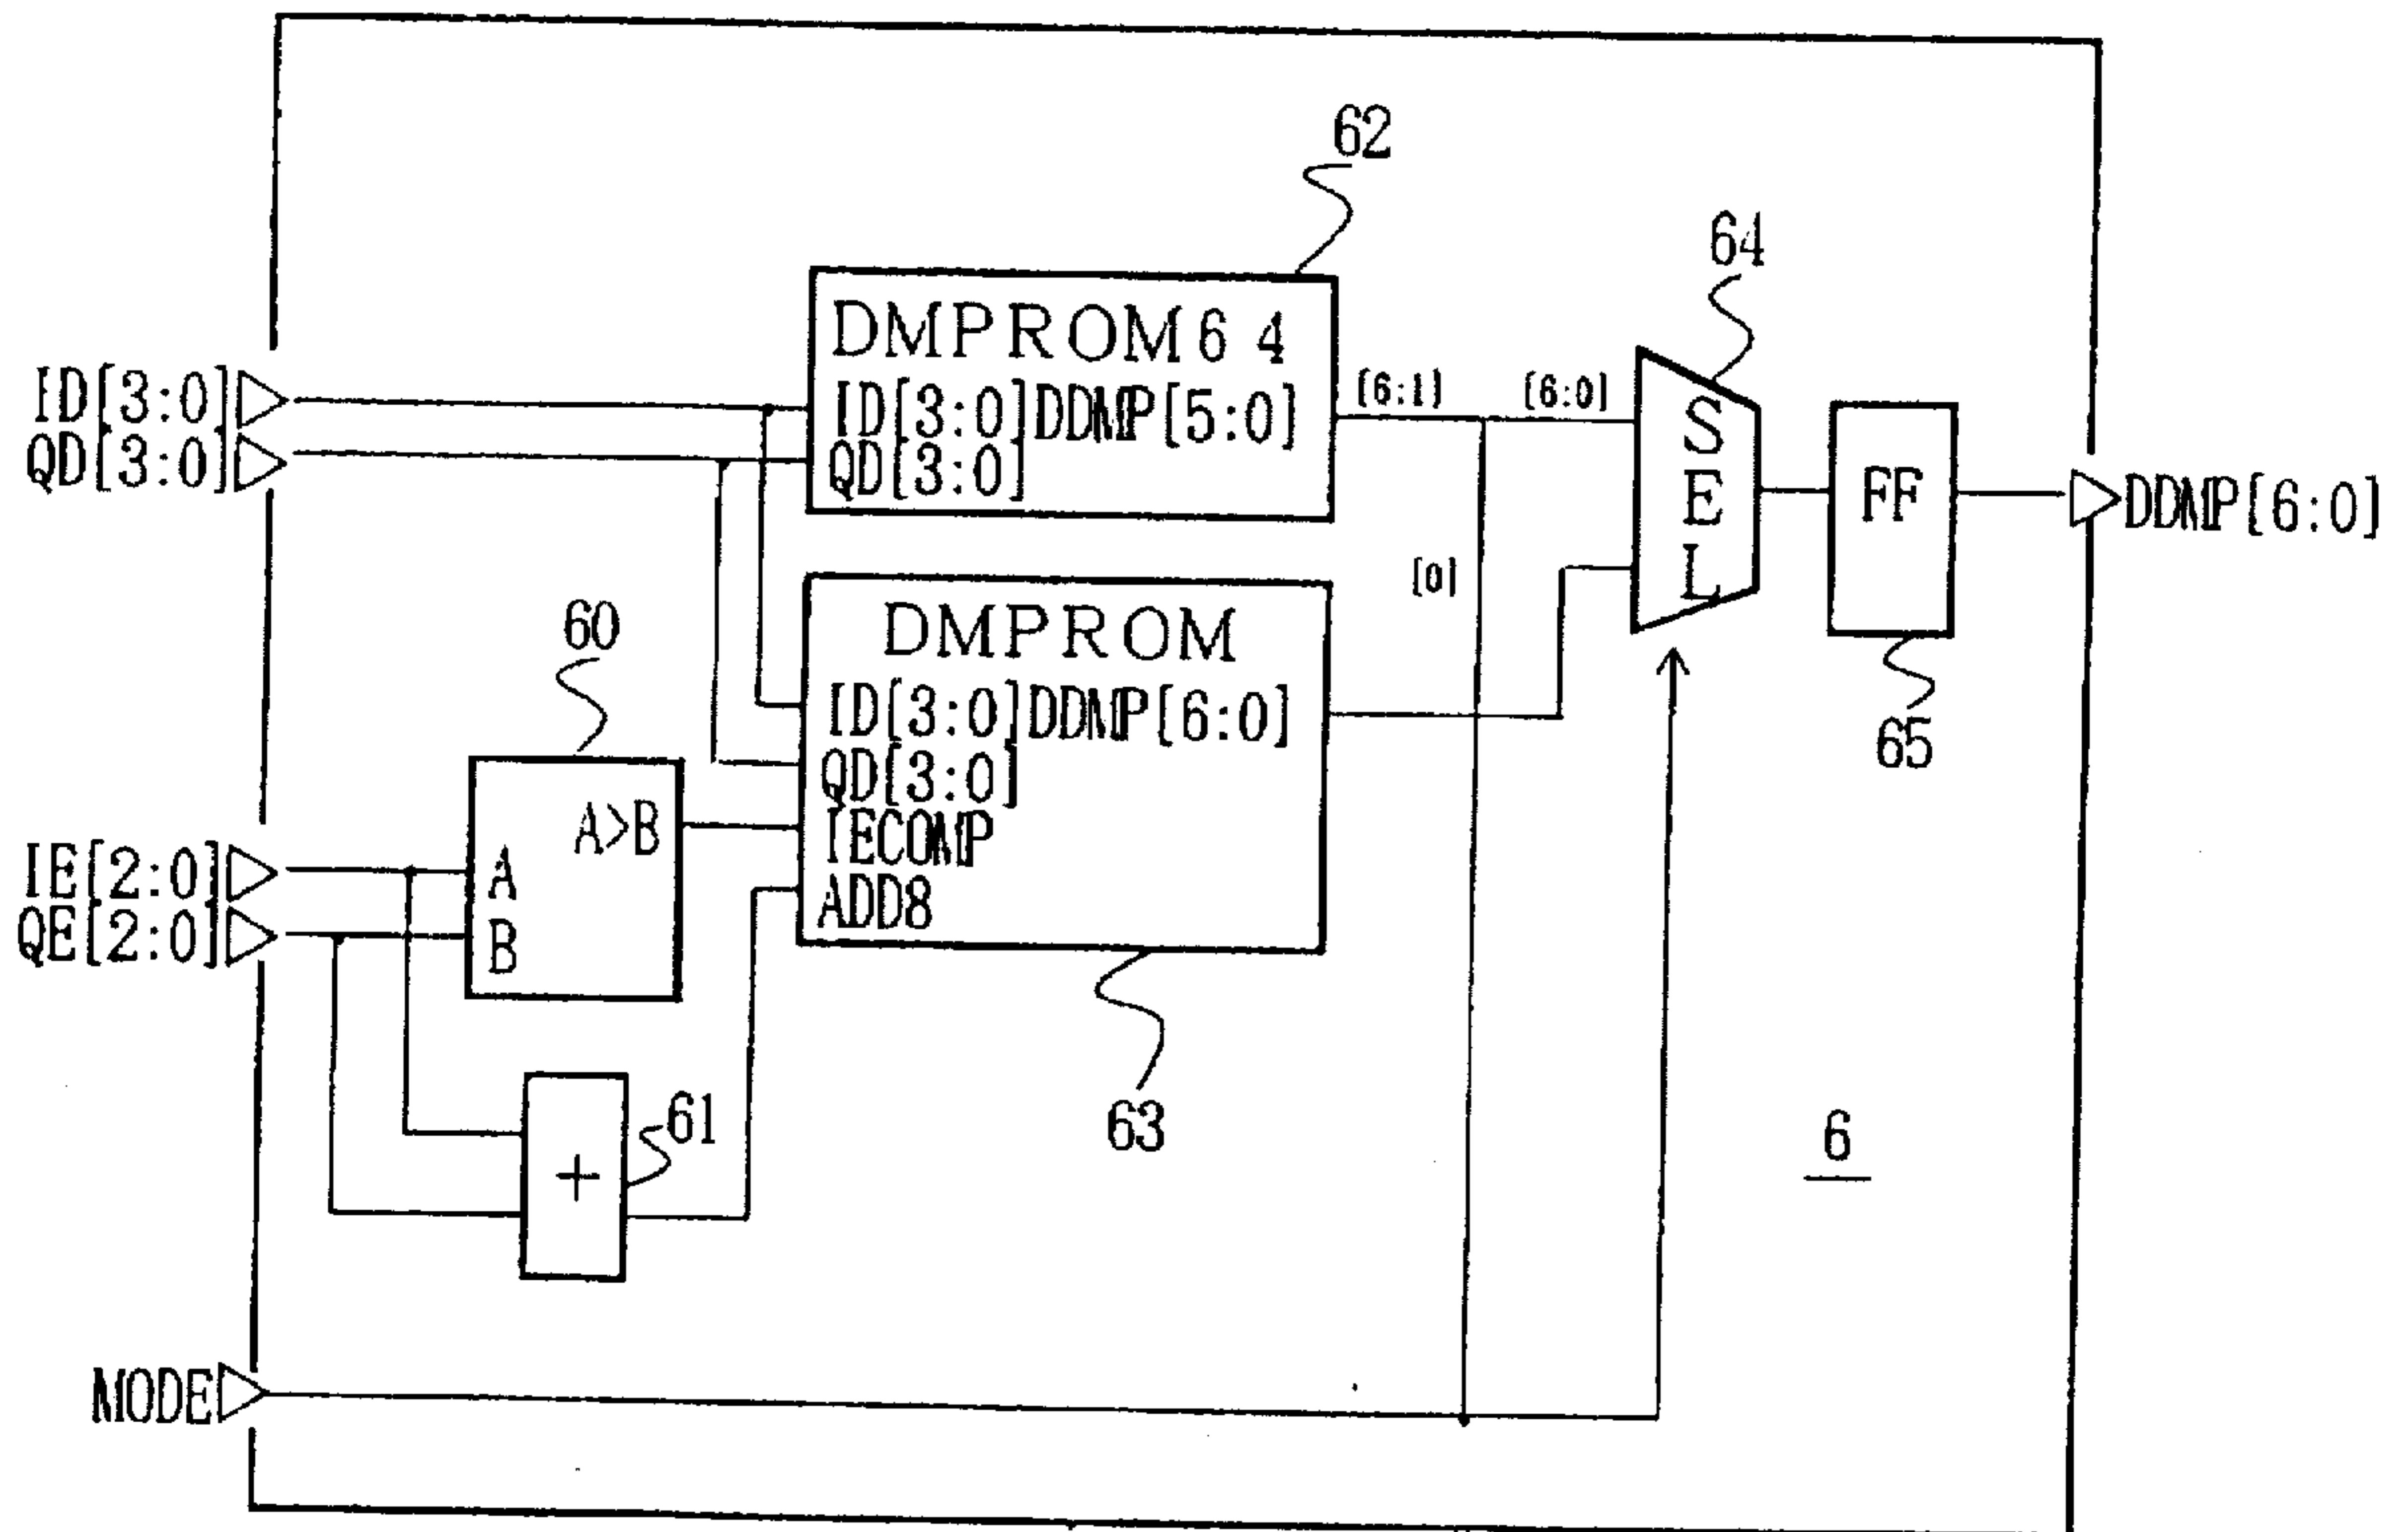 62
64
DMPROM64
ID[3:0]DDMP[5:0]
QD[3:0]
[6:1]
[6:0]
SEL
FF
ID[3:0]
QD[3:0]
DDMP[6:0]
[0]
60
DMPROM
ID[3:0]DDMP[6:0]
QD[3:0]
IECOMP
ADD8
65
A>B
A
B
IE[2:0]
QE[2:0]
61
+
63
6
MODE